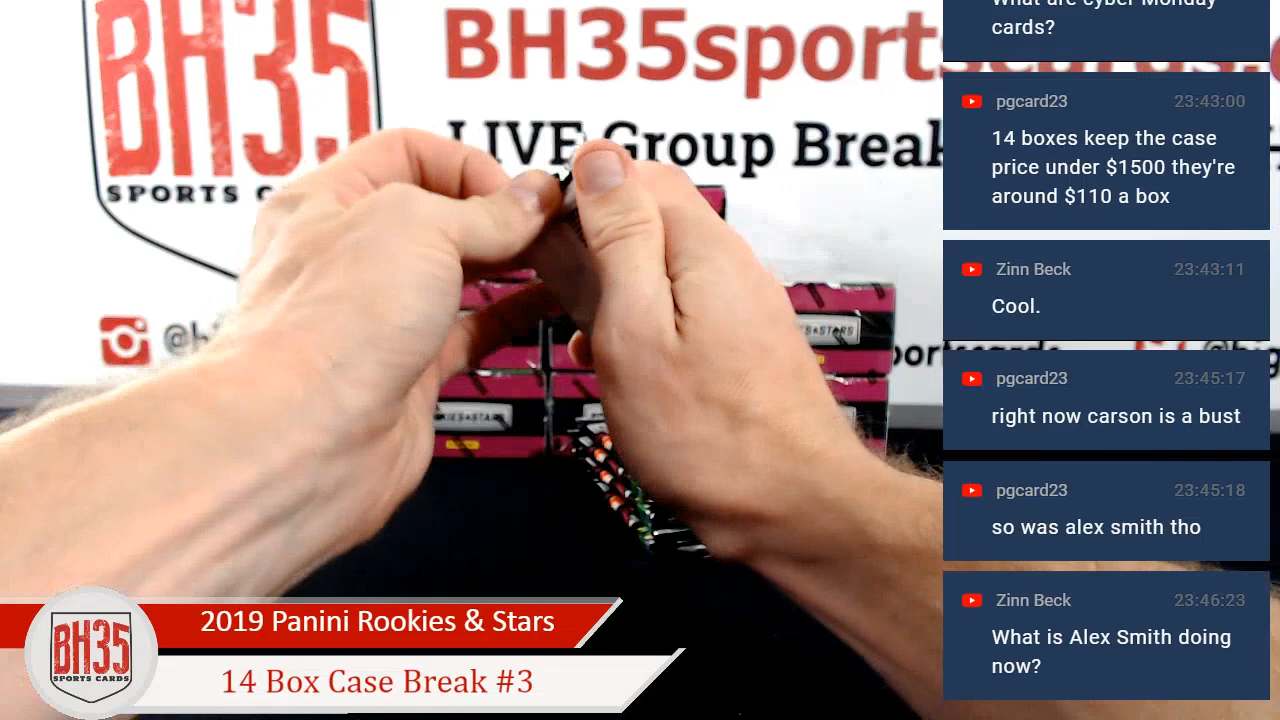 BH35
SPORTS C
BH35sports
LIVE Group Break
What are cyber Monday
cards?
pgcard23 23:43:00
14 boxes keep the case
price under $1500 they're
around $110 a box
Zinn Beck 23:43:11
Cool.
pgcard23 23:45:17
right now carson is a bust
pgcard23 23:45:18
so was alex smith tho
Zinn Beck 23:46:23
What is Alex Smith doing
now?
2019 Panini Rookies & Stars
14 Box Case Break #3
BH35
SPORTS CARDS